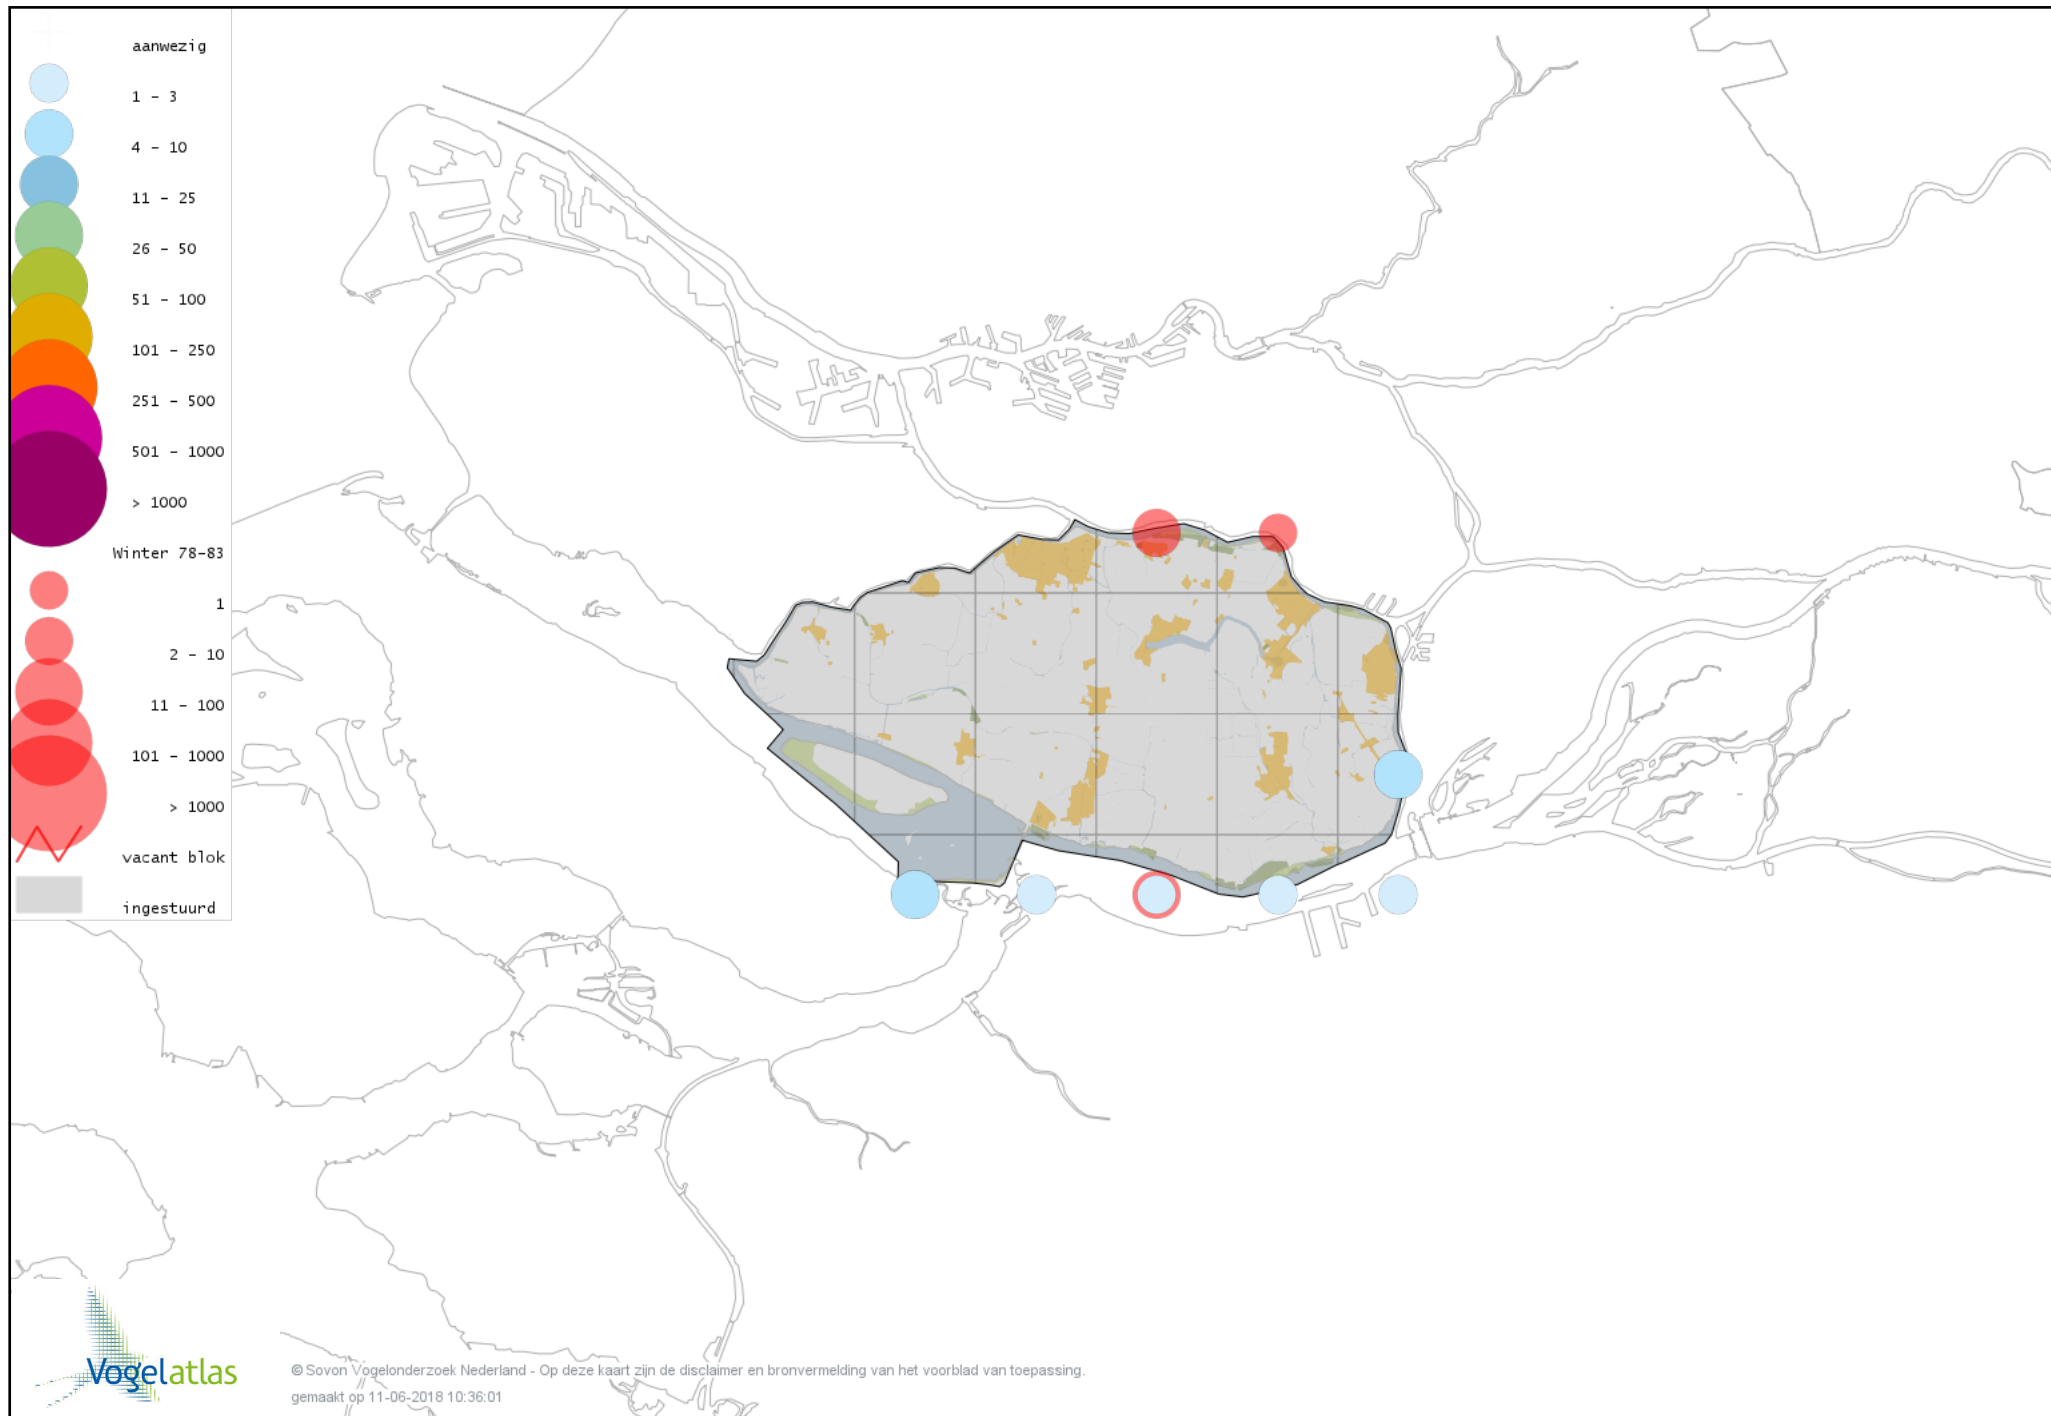 aanwezig
1 - 3
4 - 10
11 - 25
26 - 50
51 - 100
101 - 250
251 - 500
501 - 1000
> 1000
Winter 78-83
1
2 - 10
11 - 100
101 - 1000
> 1000
vacant blok
ingestuurd
Vogelatlas
© Sovon Vogelonderzoek Nederland - Op deze kaart zijn de disclaimer en bronvermelding van het voorblad van toepassing.
gemaakt op 11-06-2018 10:36:01